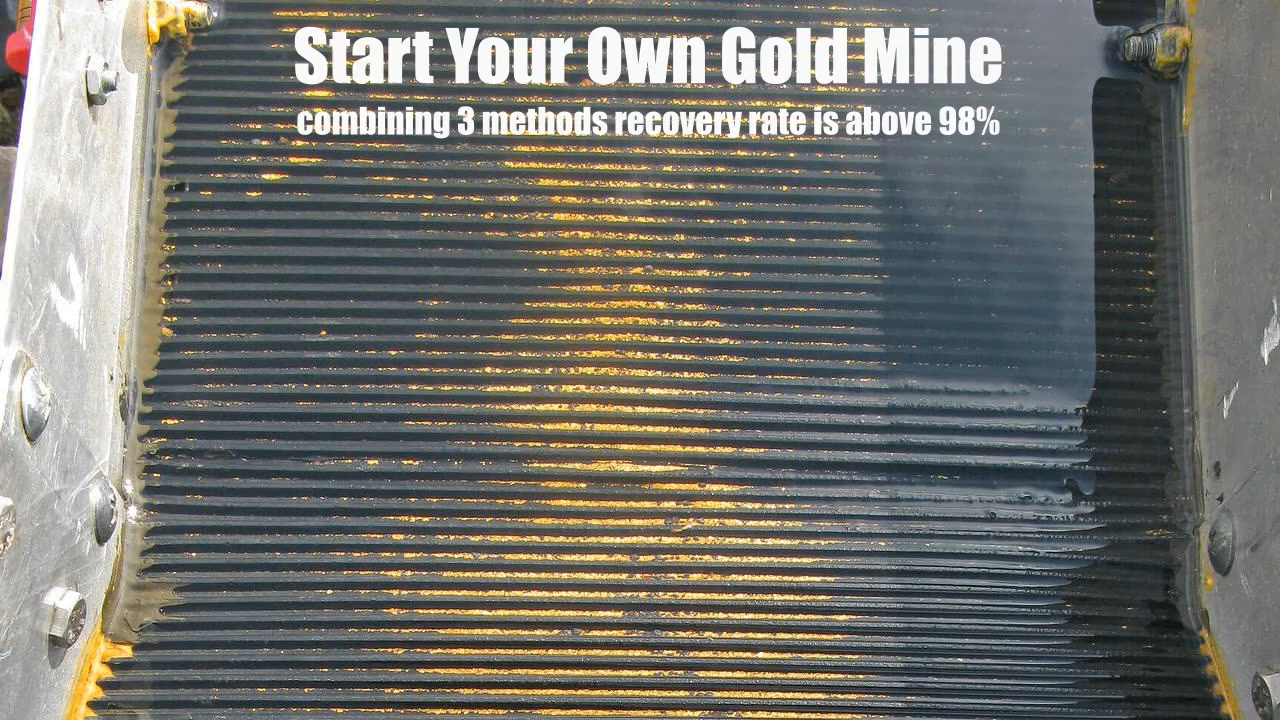 Start Your Own Gold Mine
combining 3 methods recovery rate is above 98%